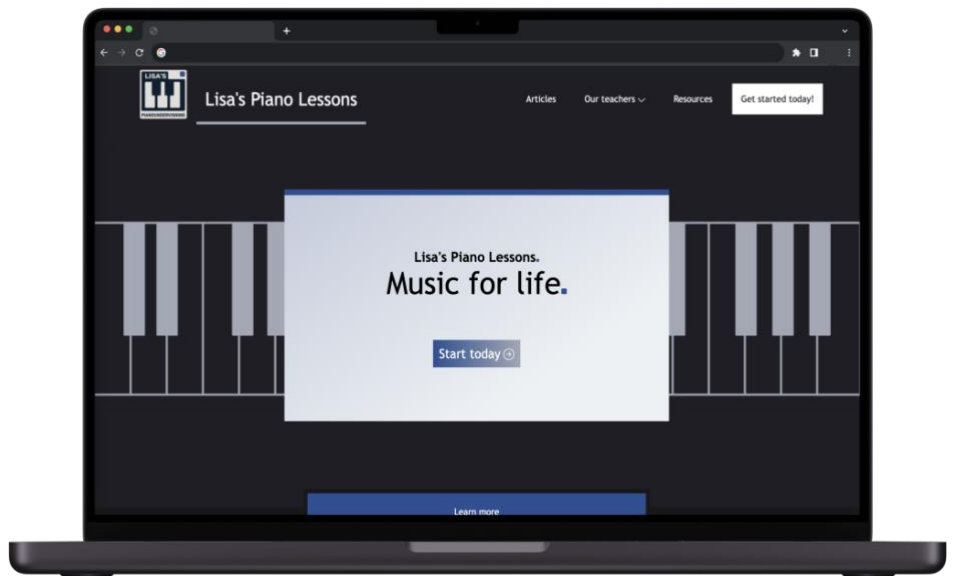 LISA'S
Lisa's Piano Lessons
Articles
Our teachers
Resources
Get started today!
Lisa's Piano Lessons.
Music for life.
Start today
Learn more